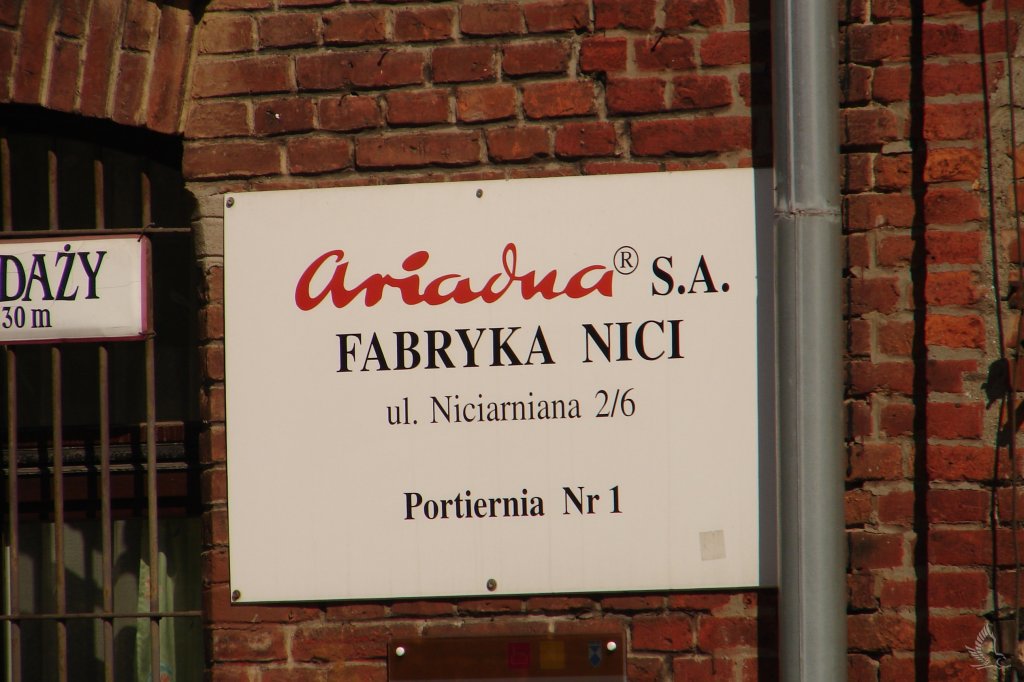 DAŻY
30 m
Ariadna® S.A.
FABRYKA NICI
ul. Niciarniana 2/6
Portiernia Nr 1